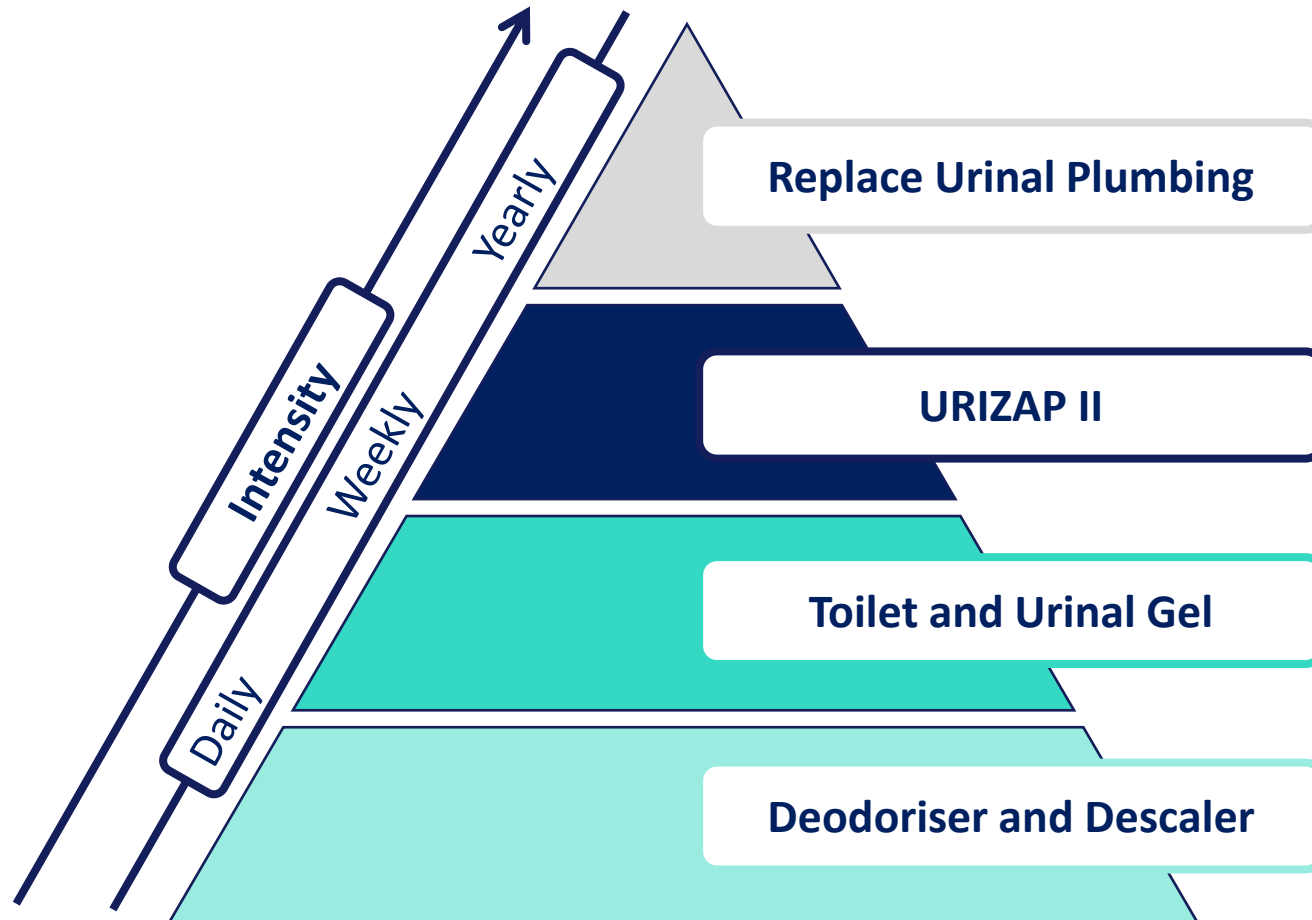 Replace Urinal Plumbing
Yearly
URIZAP II
Intensity
Weekly
Toilet and Urinal Gel
Daily
Deodoriser and Descaler